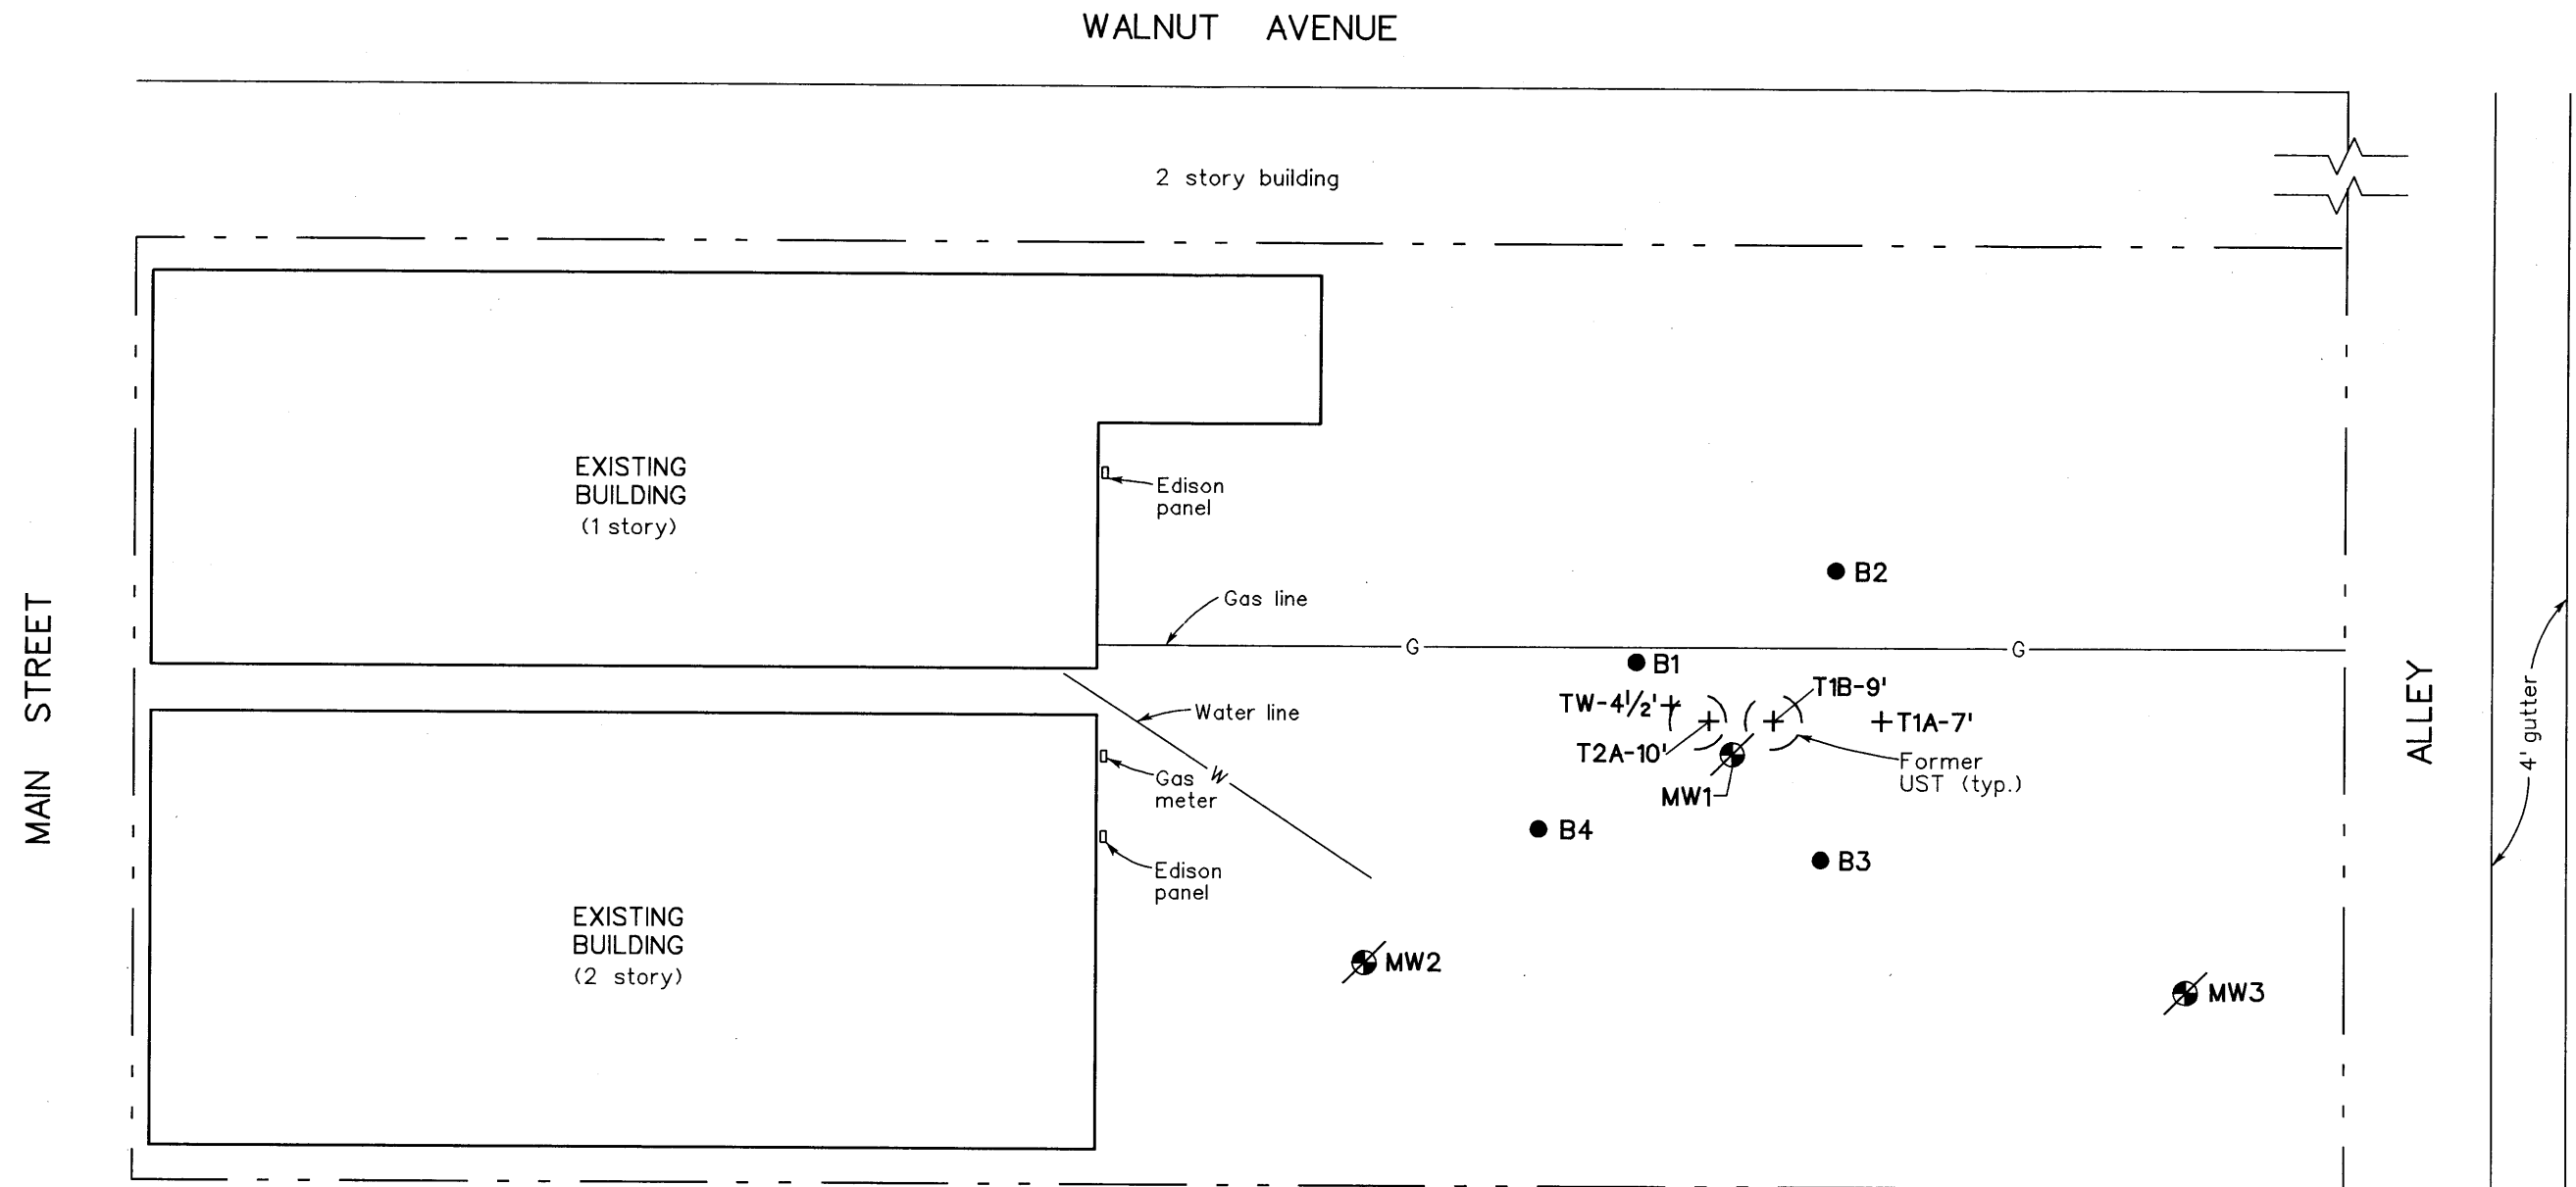 WALNUT AVENUE
2 story building
EXISTING
BUILDING
(1 story)
Edison
panel
B2
Gas line
G
G
B1
T1B-9'
TW-4½'
T1A-7'
Water line
T2A-10'
Former
UST (typ.)
W
Gas
meter
MW1
B4
B3
Edison
panel
EXISTING
BUILDING
(2 story)
MW2
MW3
MAIN STREET
ALLEY
4' gutter